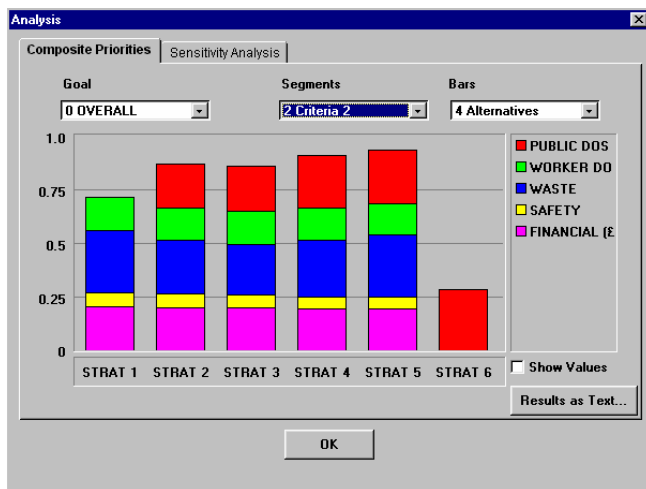 Analysis
Composite Priorities
Sensitivity Analysis
Goal
Segments
Bars
0 OVERALL
2 Criteria 2
4 Alternatives
1.0
0.75
0.5
0.25
0
PUBLIC DOS
WORKER DO
WASTE
SAFETY
FINANCIAL (£
STRAT 1 STRAT 2 STRAT 3 STRAT 4 STRAT 5 STRAT 6
Show Values
Results as Text...
OK